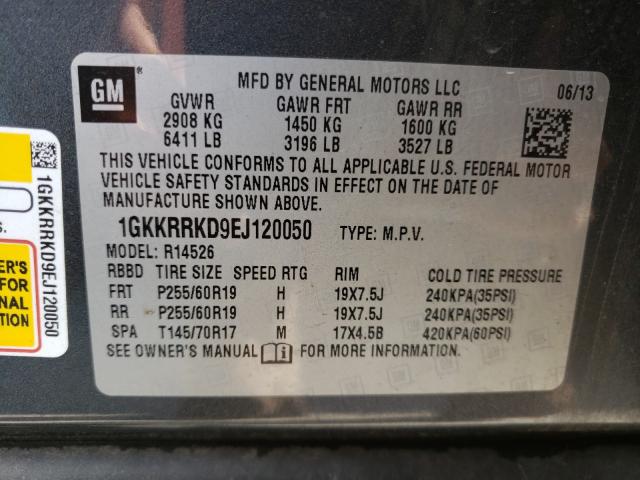 GM
MFD BY GENERAL MOTORS LLC
06/13
GVWR GAWR FRT GAWR RR
2908 KG 1450 KG 1600 KG
6411 LB 3196 LB 3527 LB
THIS VEHICLE CONFORMS TO ALL APPLICABLE U.S. FEDERAL MOTOR
VEHICLE SAFETY STANDARDS IN EFFECT ON THE DATE OF
MANUFACTURE SHOWN ABOVE.
1GKKRRKD9EJ120050 TYPE: M.P.V.
MODEL: R14526
RBBD TIRE SIZE SPEED RTG RIM COLD TIRE PRESSURE
FRT P255/60R19 H 19X7.5J 240KPA(35PSI)
RR P255/60R19 H 19X7.5J 240KPA(35PSI)
SPA T145/70R17 M 17X4.5B 420KPA(60PSI)
SEE OWNER'S MANUAL FOR MORE INFORMATION.
1GKKRRKD9EJ120050
ER'S
FOR
NAL
TION